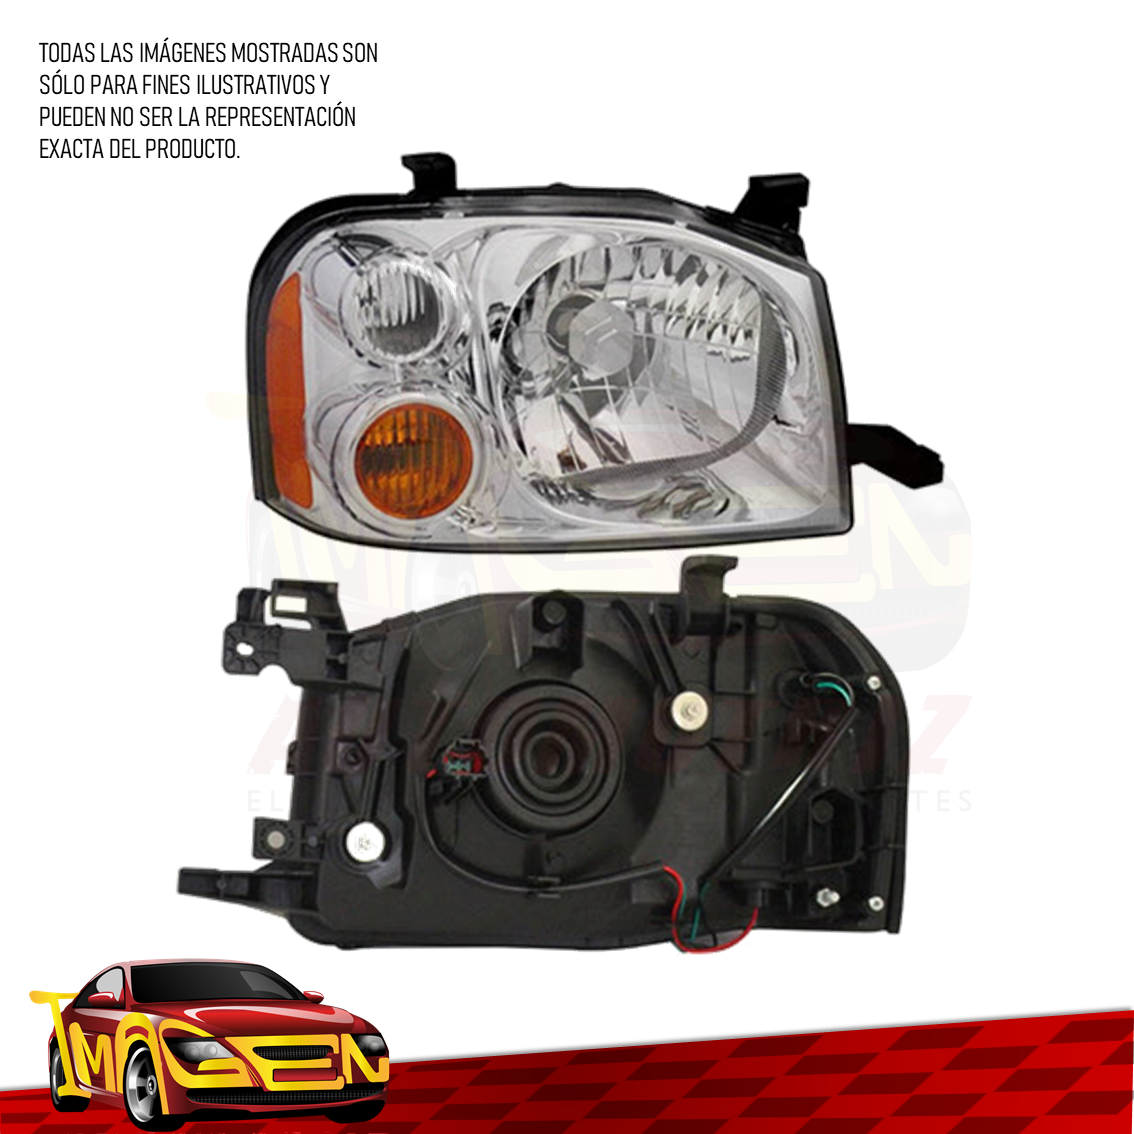 TODAS LAS IMÁGENES MOSTRADAS SON
SÓLO PARA FINES ILUSTRATIVOS Y
PUEDEN NO SER LA REPRESENTACIÓN
EXACTA DEL PRODUCTO.
IMAGEN